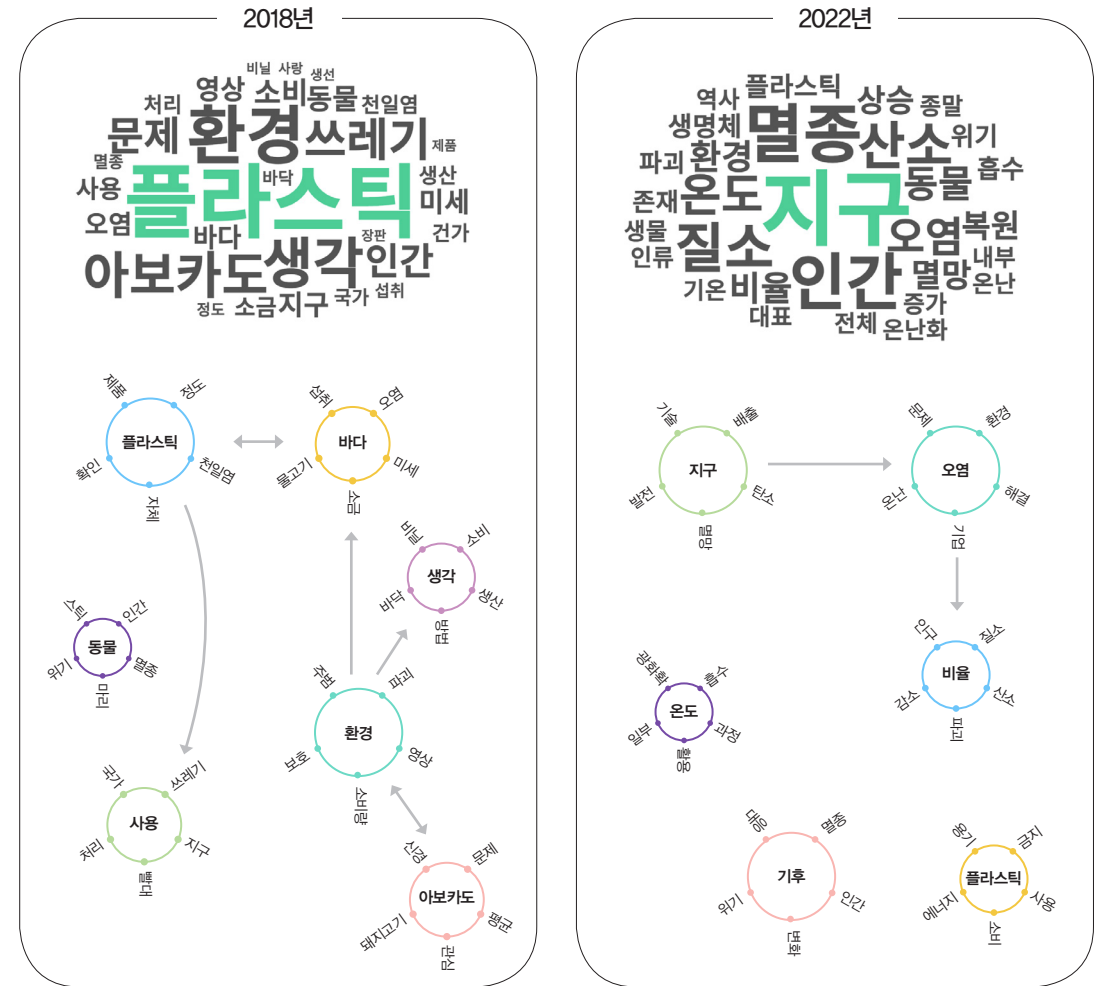 2018년
비닐 사랑 생선
영상 소비 동물
처리 천일염
문제 환경 쓰레기
제품
멸종
사용 플라스틱 바닥 생산
미세
오염 바다 장판 건가
아보카도 생각 인간
정도 소금 지구 국가 섭취
제품 정도
플라스틱
확인 천일염
자체
섭취 오염
바다
물고기 미세
소금
비닐 소비
생각
바닥 생산
방법
스틱 인간
동물
위기 멸종
마리
주범 파괴
환경
보호 영상
소비량
국가 쓰레기
사용
처리 지구
빨대
신경 문제
아보카도
돼지고기 평균
관심
2022년
플라스틱
역사 상승 종말
생명체 멸종 산소 위기
파괴 환경 흡수
존재 온도 지구 동물
생물 질소 오염 복원
인류 내부
기온 비율 인간 멸망 온난
증가
대표 전체 온난화
기술 배출
지구
발전 탄소
멸망
문제 환경
오염
온난 해결
기업
인구 질소
비율
감소 산소
파괴
광화학 수률
온도
일부 과정
활용
대응 멸종
기후
위기 인간
변화
용기 금지
플라스틱
에너지 사용
소비